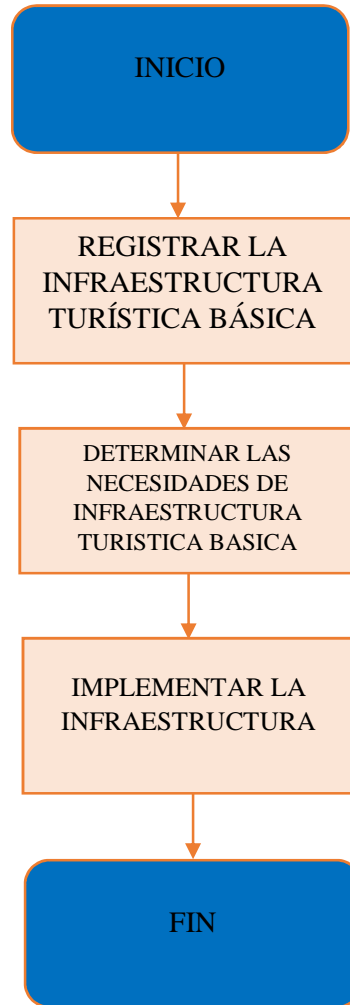 INICIO
REGISTRAR LA
INFRAESTRUCTURA
TURÍSTICA BÁSICA
DETERMINAR LAS
NECESIDADES DE
INFRAESTRUCTURA
TURISTICA BASICA
IMPLEMENTAR LA
INFRAESTRUCTURA
FIN